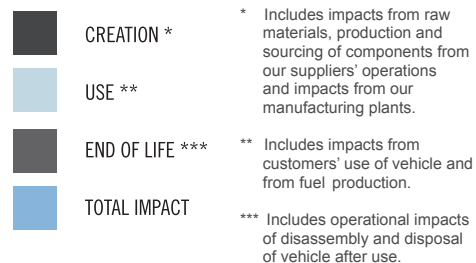 CREATION *
USE **
END OF LIFE ***
TOTAL IMPACT
* Includes impacts from raw
materials, production and
sourcing of components from
our suppliers’ operations
and impacts from our
manufacturing plants.
** Includes impacts from
customers’ use of vehicle and
from fuel production.
*** Includes operational impacts
of disassembly and disposal
of vehicle after use.